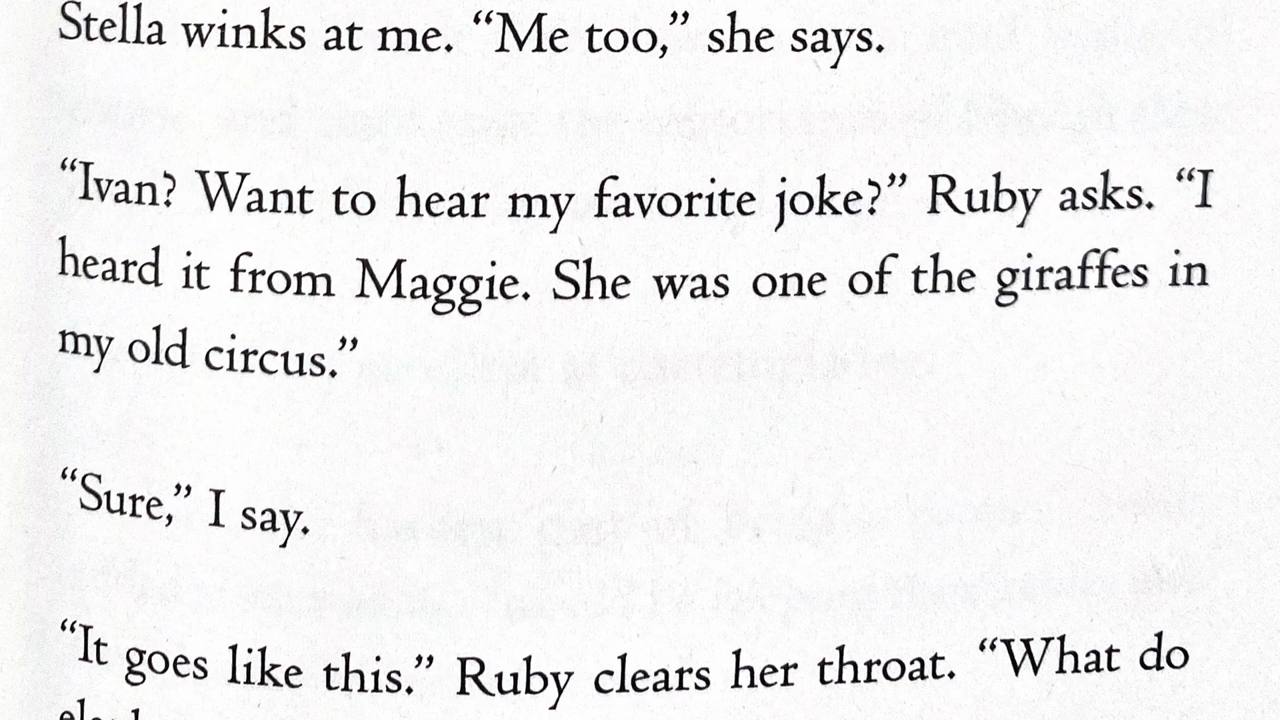 Stella winks at me. “Me too,” she says.
“Ivan? Want to hear my favorite joke?” Ruby asks. “I
heard it from Maggie. She was one of the giraffes in
my old circus.”
“Sure,” I say.
“It goes like this.” Ruby clears her throat. “What do